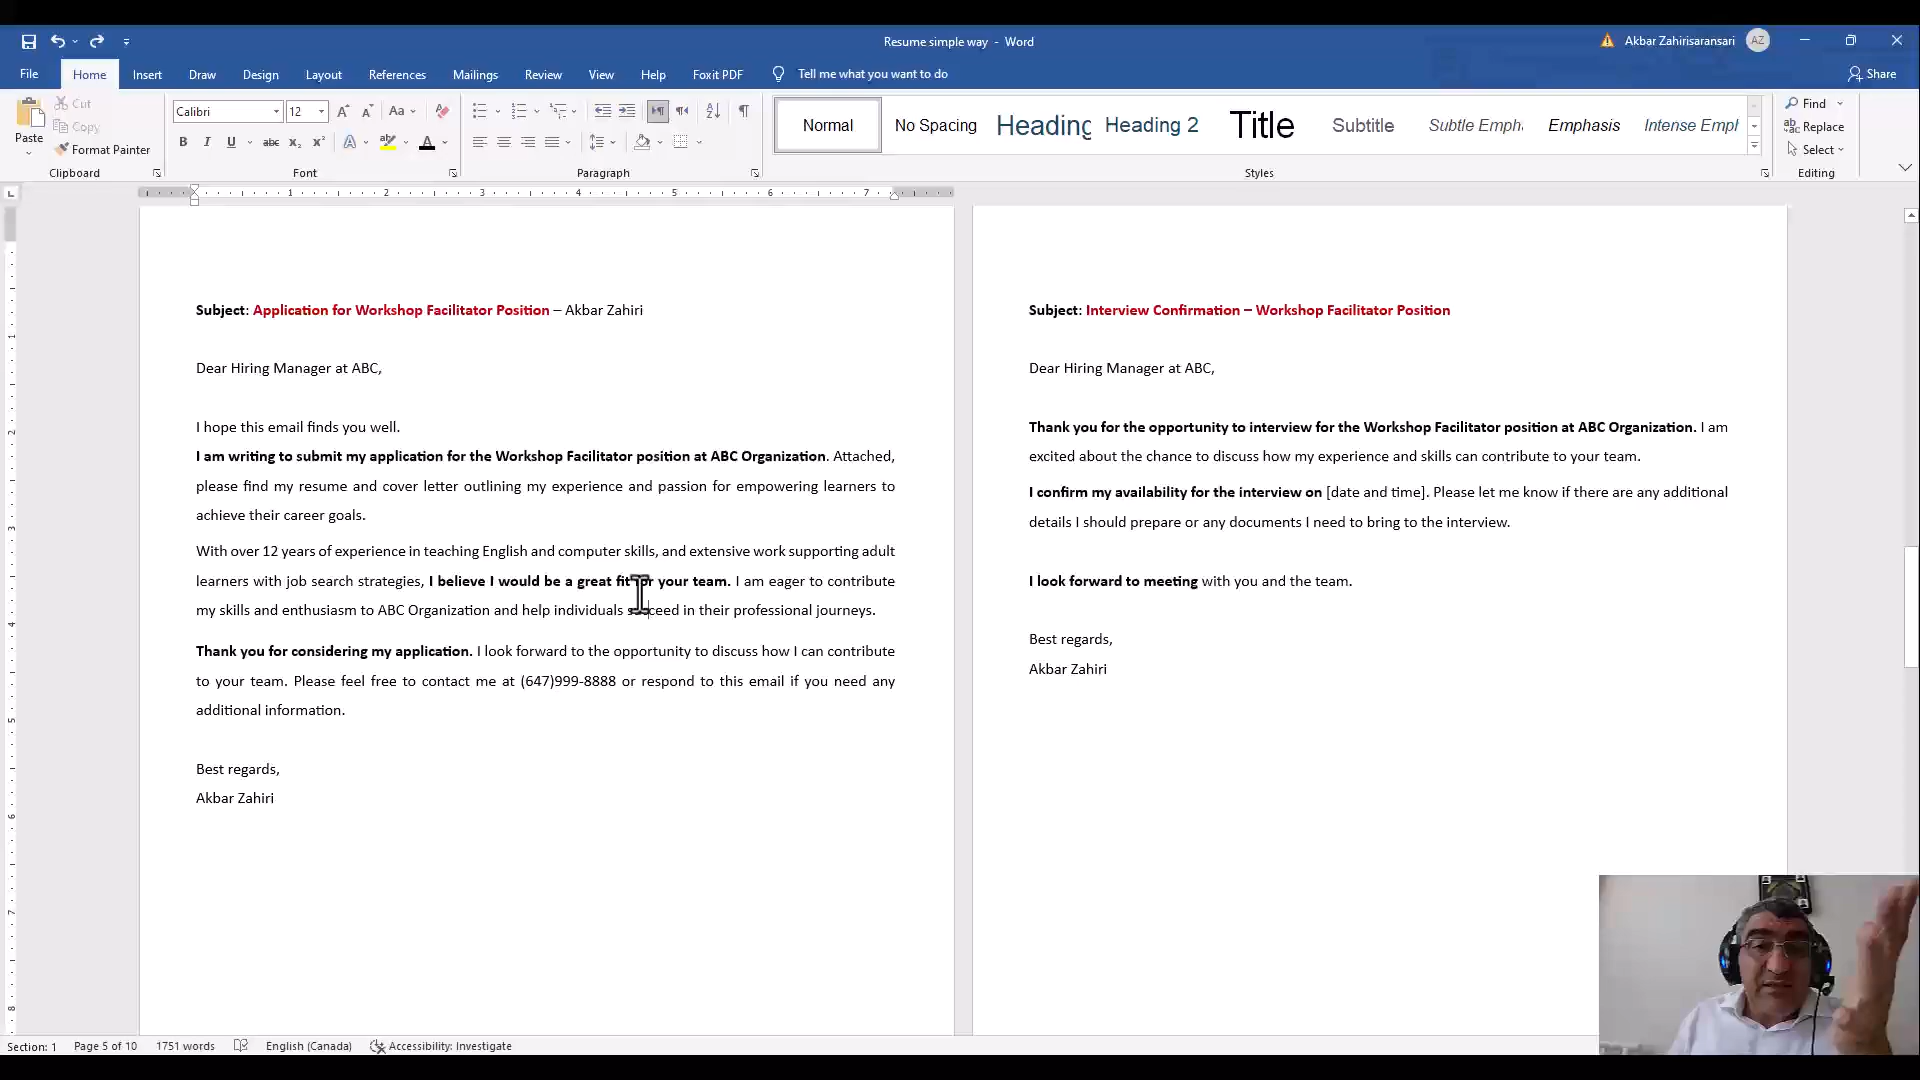 Resume simple way - Word
Akbar Zahirisaransari
AZ
File
Home
Insert
Draw
Design
Layout
References
Mailings
Review
View
Help
Foxit PDF
Tell me what you want to do
Share
Paste
Cut
Copy
Format Painter
Clipboard
Calibri
12
Font
Paragraph
Normal
No Spacing
Heading
Heading 2
Title
Subtitle
Subtle Emph
Emphasis
Intense Emph
Styles
Find
Replace
Select
Editing
1 2 3 4 5 6 7
Subject: Application for Workshop Facilitator Position – Akbar Zahiri
Dear Hiring Manager at ABC,
I hope this email finds you well.
I am writing to submit my application for the Workshop Facilitator position at ABC Organization. Attached,
please find my resume and cover letter outlining my experience and passion for empowering learners to
achieve their career goals.
With over 12 years of experience in teaching English and computer skills, and extensive work supporting adult
learners with job search strategies, I believe I would be a great fit for your team. I am eager to contribute
my skills and enthusiasm to ABC Organization and help individuals succeed in their professional journeys.
Thank you for considering my application. I look forward to the opportunity to discuss how I can contribute
to your team. Please feel free to contact me at (647)999-8888 or respond to this email if you need any
additional information.
Best regards,
Akbar Zahiri
Subject: Interview Confirmation – Workshop Facilitator Position
Dear Hiring Manager at ABC,
Thank you for the opportunity to interview for the Workshop Facilitator position at ABC Organization. I am
excited about the chance to discuss how my experience and skills can contribute to your team.
I confirm my availability for the interview on [date and time]. Please let me know if there are any additional
details I should prepare or any documents I need to bring to the interview.
I look forward to meeting with you and the team.
Best regards,
Akbar Zahiri
Section: 1
Page 5 of 10
1751 words
English (Canada)
Accessibility: Investigate